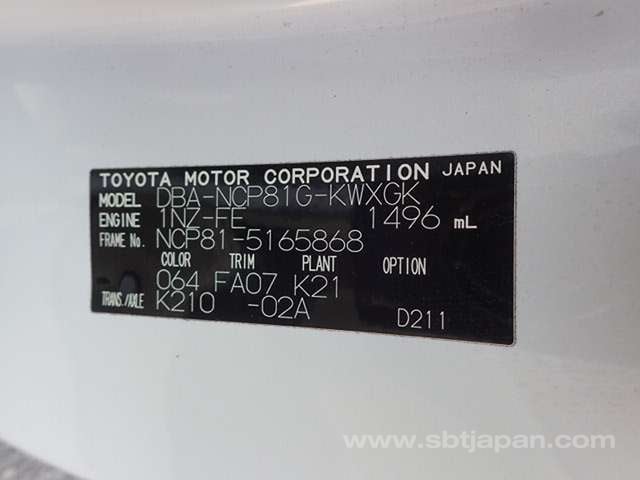 TOYOTA MOTOR CORPORATION JAPAN
MODEL DBA-NCP81G-KWXGK
ENGINE 1NZ-FE 1496 mL
FRAME No. NCP81-5165868
COLOR TRIM PLANT OPTION
064 FA07 K21
TRANS./AXLE K210 -02A
D211
www.sbtjapan.com